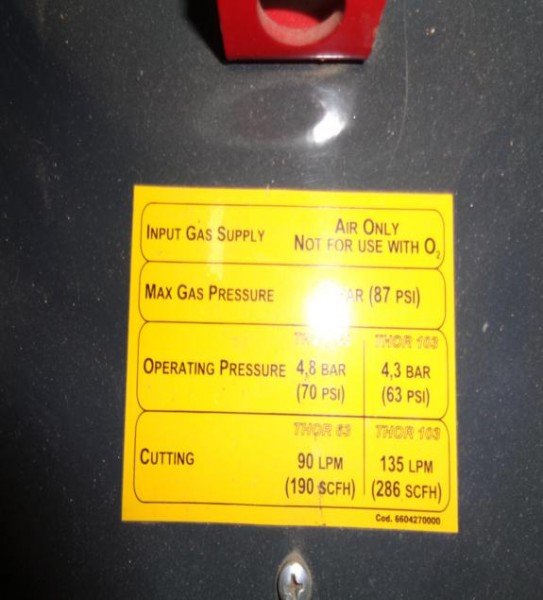 INPUT GAS SUPPLY
AIR ONLY
NOT FOR USE WITH O2
MAX GAS PRESSURE
(87 PSI)
THOR 103
OPERATING PRESSURE
4,8 BAR
4,3 BAR
(70 PSI)
(63 PSI)
THOR 63
THOR 103
CUTTING
90 LPM
135 LPM
(190 SCFH)
(286 SCFH)
Cod. 6604270000